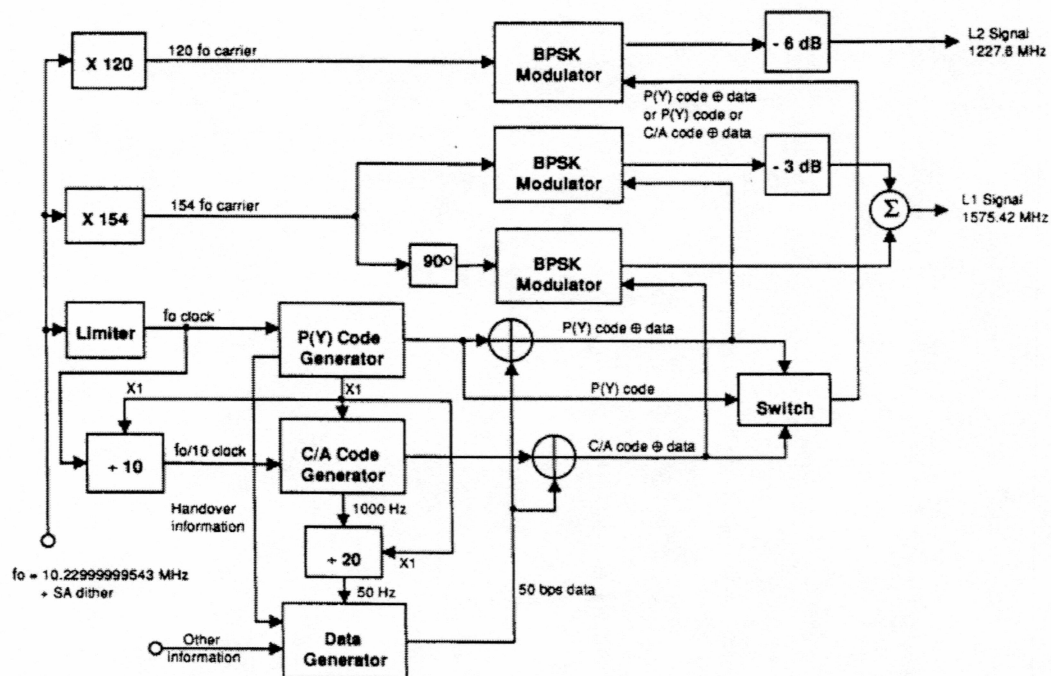 X 120
120 fo carrier
BPSK
Modulator
- 6 dB
L2 Signal
1227.6 MHz
P(Y) code ⊕ data
or P(Y) code or
C/A code ⊕ data
X 154
154 fo carrier
BPSK
Modulator
- 3 dB
Σ
L1 Signal
1575.42 MHz
90º
BPSK
Modulator
Limiter
fo clock
P(Y) Code
Generator
P(Y) code ⊕ data
X1
X1
P(Y) code
Switch
÷ 10
fo/10 clock
C/A Code
Generator
C/A code ⊕ data
Handover
information
1000 Hz
÷ 20
X1
fo = 10.22999999543 MHz
+ SA dither
50 Hz
50 bps data
Other
information
Data
Generator